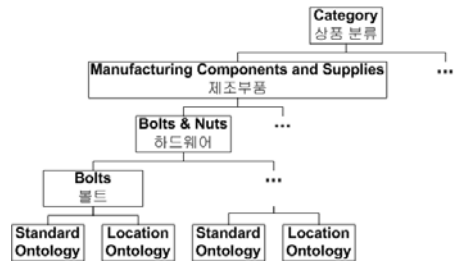 Category
상품 분류
Manufacturing Components and Supplies
제조부품
...
Bolts & Nuts
하드웨어
...
Bolts
볼트
...
Standard
Ontology
Location
Ontology
Standard
Ontology
Location
Ontology